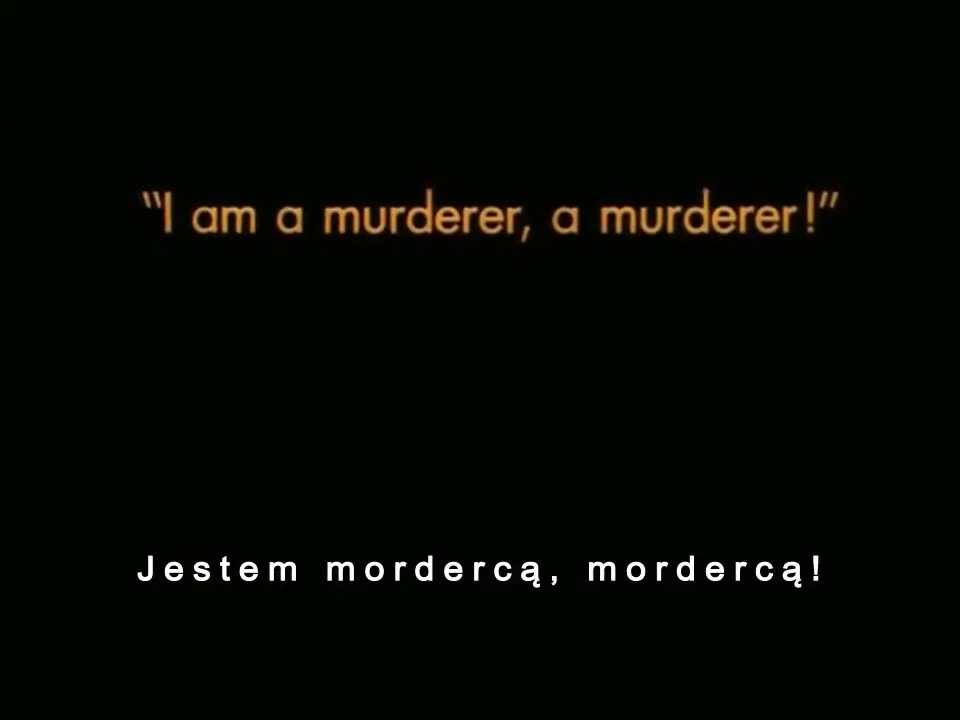 “I am a murderer, a murderer!”
Jestem mordercą, mordercą!